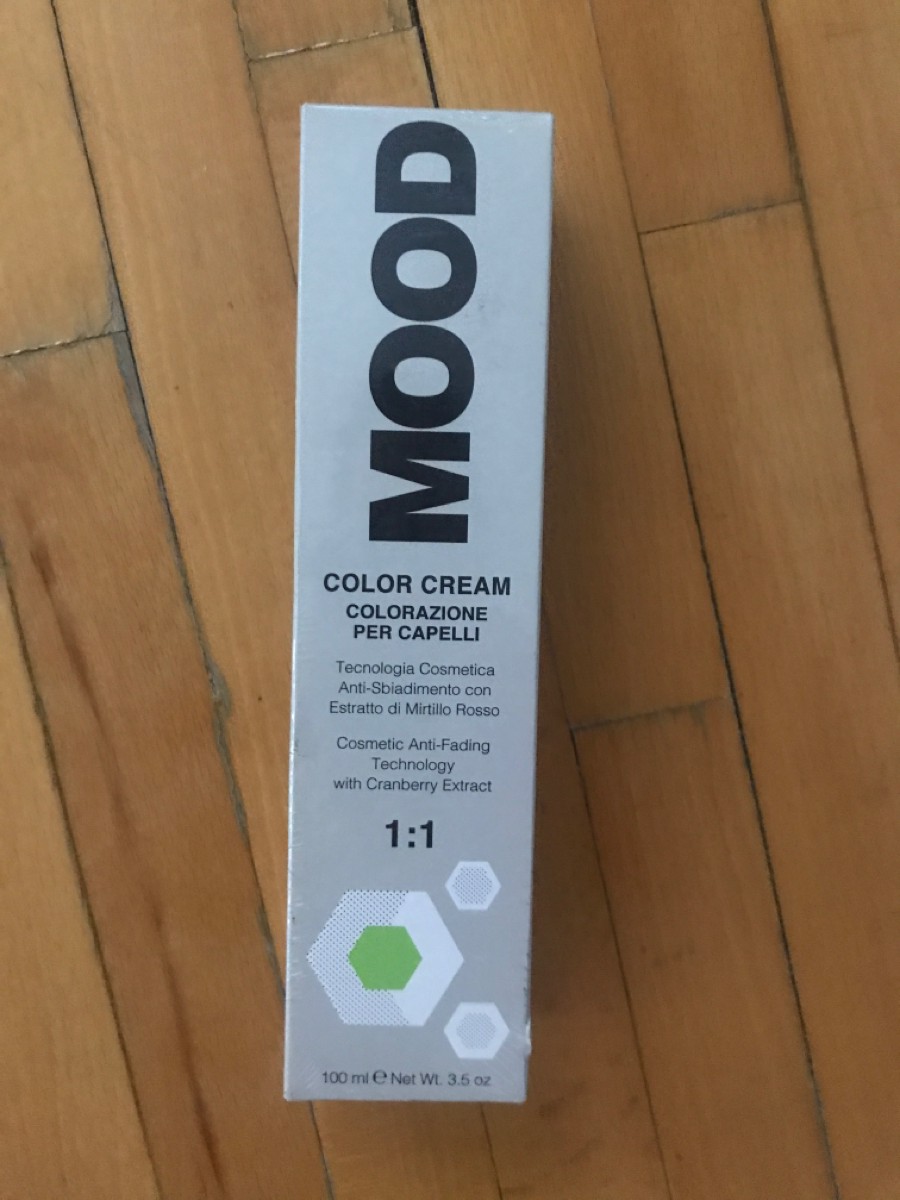 MOOD
COLOR CREAM
COLORAZIONE
PER CAPELLI
Tecnologia Cosmetica
Anti-Sbiadimento con
Estratto di Mirtillo Rosso
Cosmetic Anti-Fading
Technology
with Cranberry Extract
1:1
100 ml ℮ Net Wt. 3.5 oz